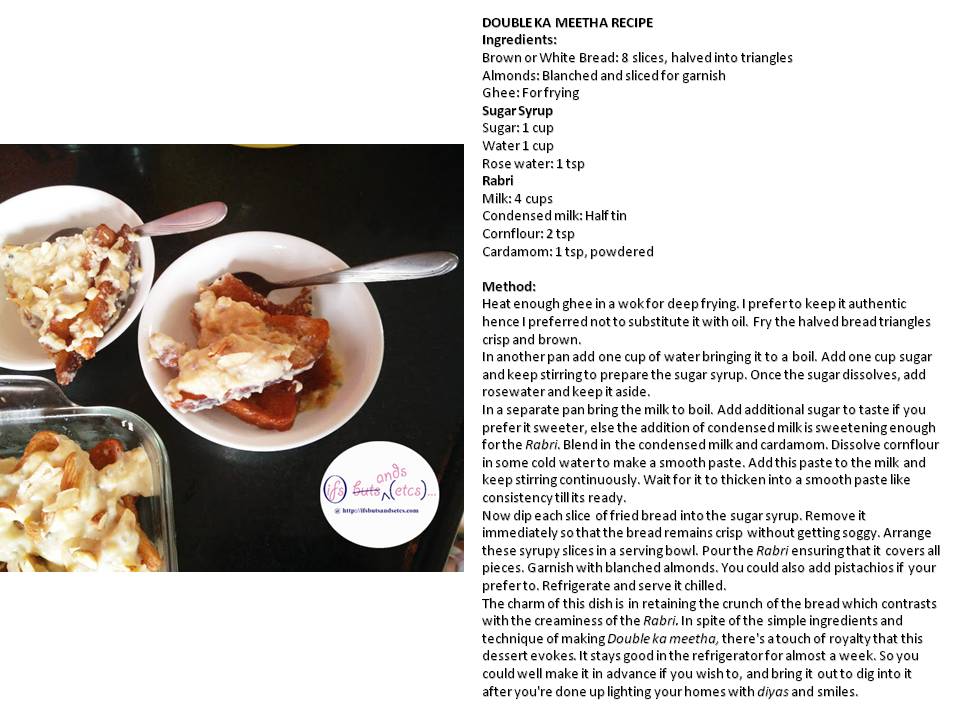 DOUBLE KA MEETHA RECIPE
Ingredients:
Brown or White Bread: 8 slices, halved into triangles
Almonds: Blanched and sliced for garnish
Ghee: For frying
Sugar Syrup
Sugar: 1 cup
Water 1 cup
Rose water: 1 tsp
Rabri
Milk: 4 cups
Condensed milk: Half tin
Cornflour: 2 tsp
Cardamom: 1 tsp, powdered
Method:
Heat enough ghee in a wok for deep frying. I prefer to keep it authentic
hence I preferred not to substitute it with oil. Fry the halved bread triangles
crisp and brown.
In another pan add one cup of water bringing it to a boil. Add one cup sugar
and keep stirring to prepare the sugar syrup. Once the sugar dissolves, add
rosewater and keep it aside.
In a separate pan bring the milk to boil. Add additional sugar to taste if you
prefer it sweeter, else the addition of condensed milk is sweetening enough
for the Rabri. Blend in the condensed milk and cardamom. Dissolve cornflour
in some cold water to make a smooth paste. Add this paste to the milk and
keep stirring continuously. Wait for it to thicken into a smooth paste like
consistency till its ready.
Now dip each slice of fried bread into the sugar syrup. Remove it
immediately so that the bread remains crisp without getting soggy. Arrange
these syrupy slices in a serving bowl. Pour the Rabri ensuring that it covers all
pieces. Garnish with blanched almonds. You could also add pistachios if your
prefer to. Refrigerate and serve it chilled.
The charm of this dish is in retaining the crunch of the bread which contrasts
with the creaminess of the Rabri. In spite of the simple ingredients and
technique of making Double ka meetha, there's a touch of royalty that this
dessert evokes. It stays good in the refrigerator for almost a week. So you
could well make it in advance if you wish to, and bring it out to dig into it
after you're done up lighting your homes with diyas and smiles.
ands
(ifs) buts (etcs)...
@ http://ifsbutsandsetcs.com